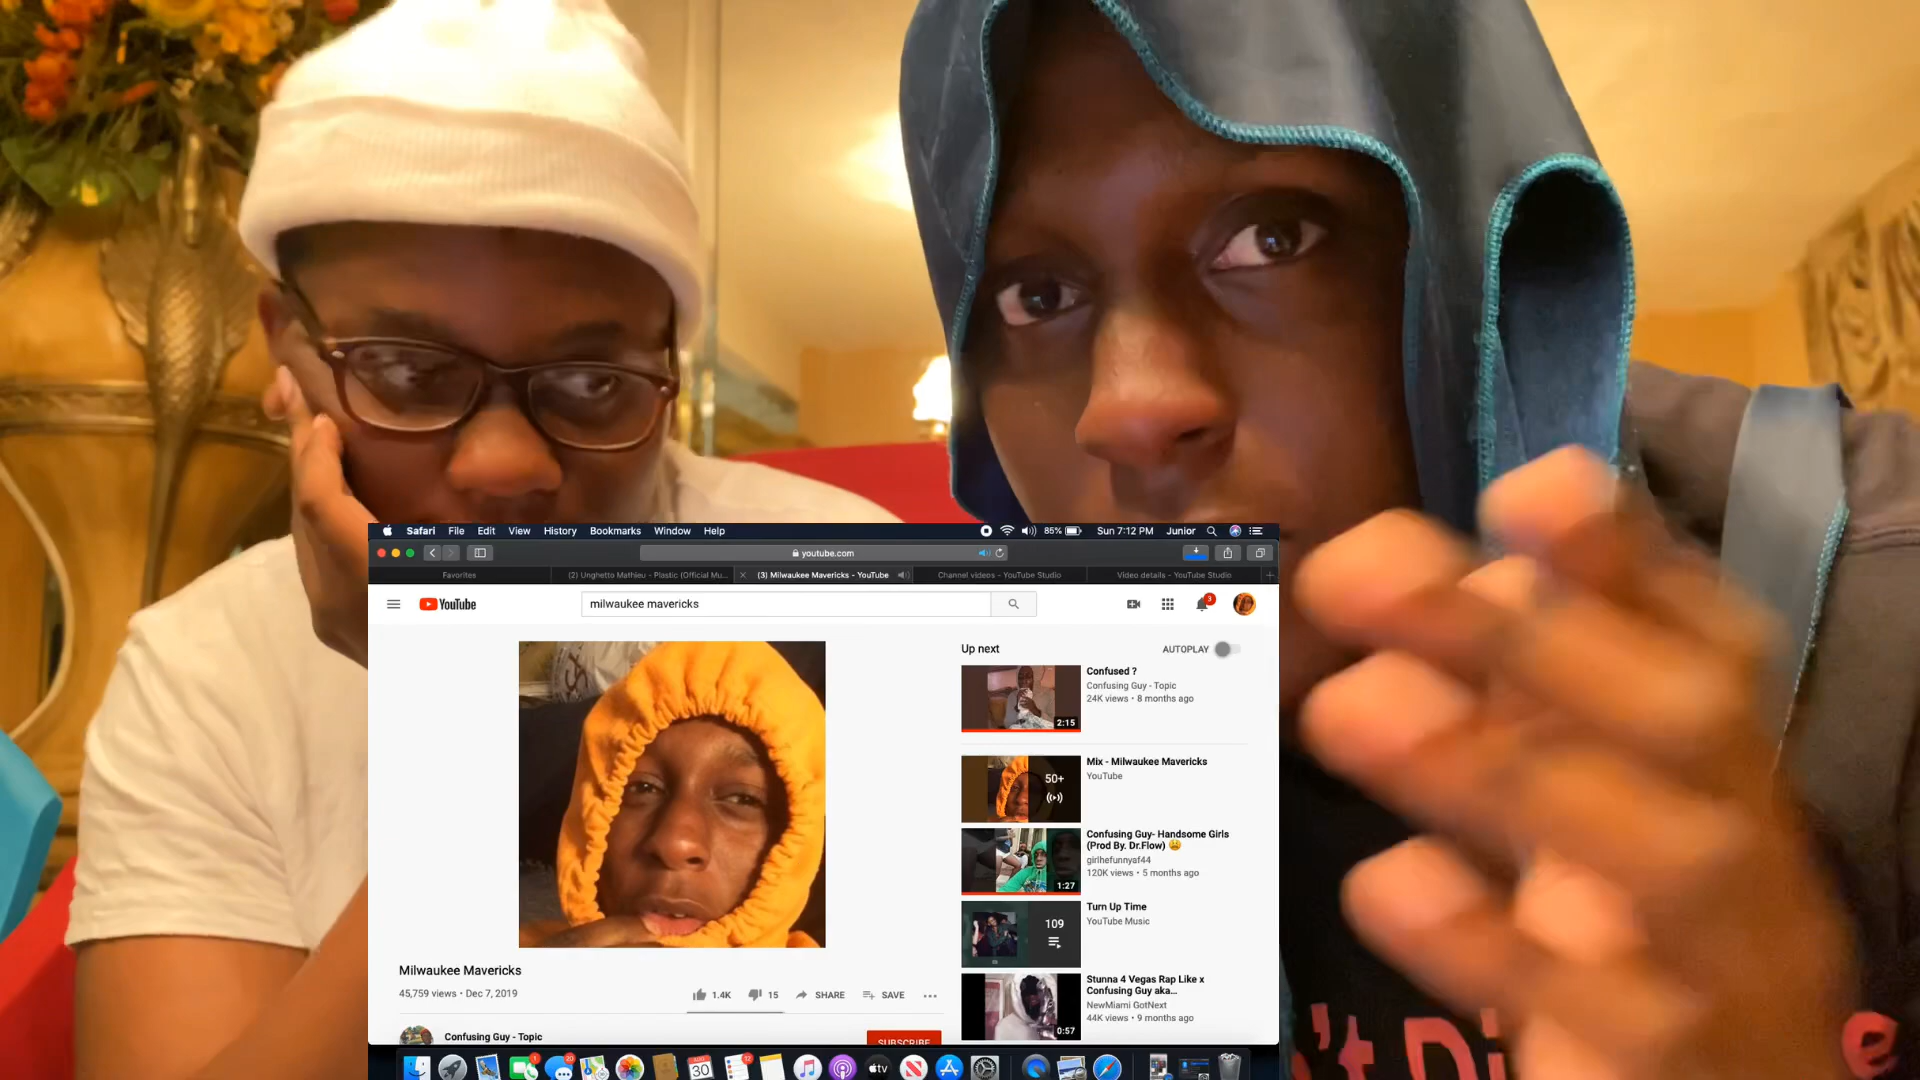 Safari File Edit View History Bookmarks Window Help
85% Sun 7:12 PM Junior
youtube.com
Favorites
(2) Unghetto Mathieu - Plastic (Official Mu...
(3) Milwaukee Mavericks - YouTube
Channel videos - YouTube Studio
Video details - YouTube Studio
YouTube
milwaukee mavericks
3
Up next
AUTOPLAY
Confused ?
Confusing Guy - Topic
24K views • 8 months ago
2:15
Mix - Milwaukee Mavericks
YouTube
50+
Confusing Guy- Handsome Girls
(Prod By. Dr.Flow) 😫
girlhefunnyaf44
120K views • 5 months ago
1:27
Turn Up Time
YouTube Music
109
Stunna 4 Vegas Rap Like x
Confusing Guy aka...
NewMiami GotNext
44K views • 9 months ago
0:57
Milwaukee Mavericks
45,759 views • Dec 7, 2019
1.4K 15 SHARE SAVE
Confusing Guy - Topic
SUBSCRIBE
30
tv
't Di
e